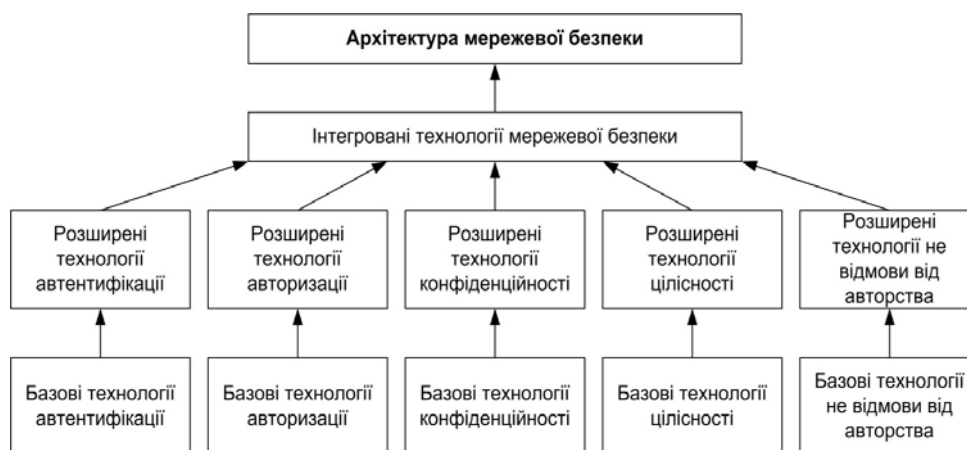 Архітектура мережевої безпеки
Інтегровані технології мережевої безпеки
Розширені
технології
автентифікації
Розширені
технології
авторизації
Розширені
технології
конфіденційності
Розширені
технології
цілісності
Розширені
технології не
відмови від
авторства
Базові технології
автентифікації
Базові технології
авторизації
Базові технології
конфіденційності
Базові технології
цілісності
Базові технології
не відмови від
авторства